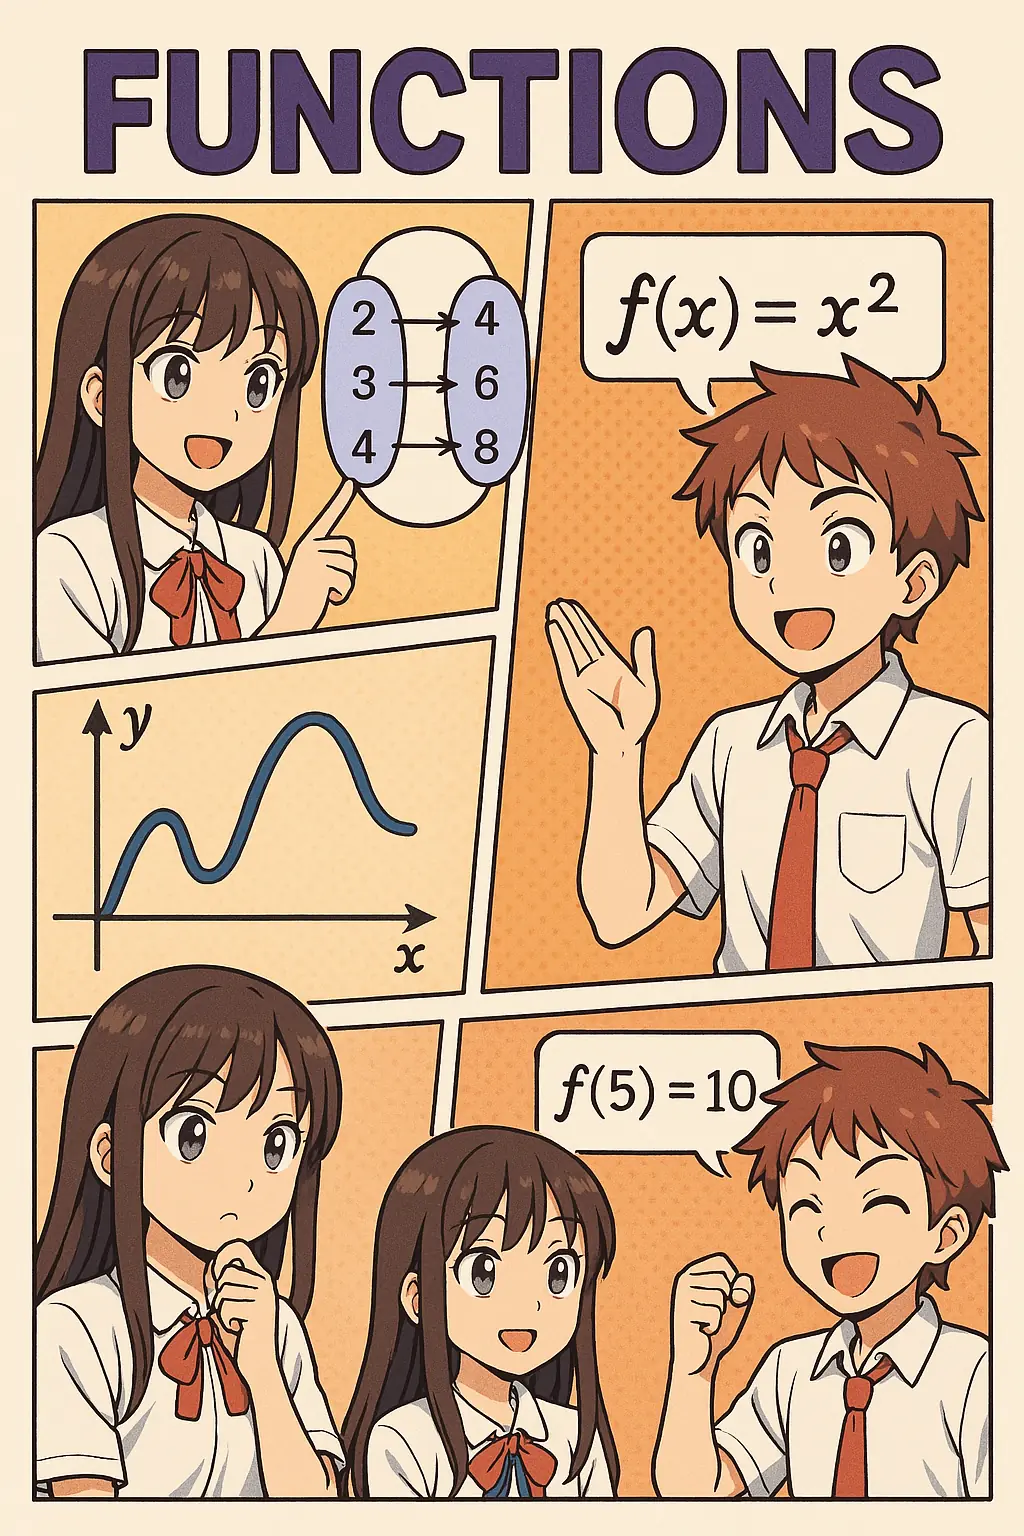 FUNCTIONS
2 → 4
3 → 6
4 → 8
f(x) = x²
y
x
f(5) = 10